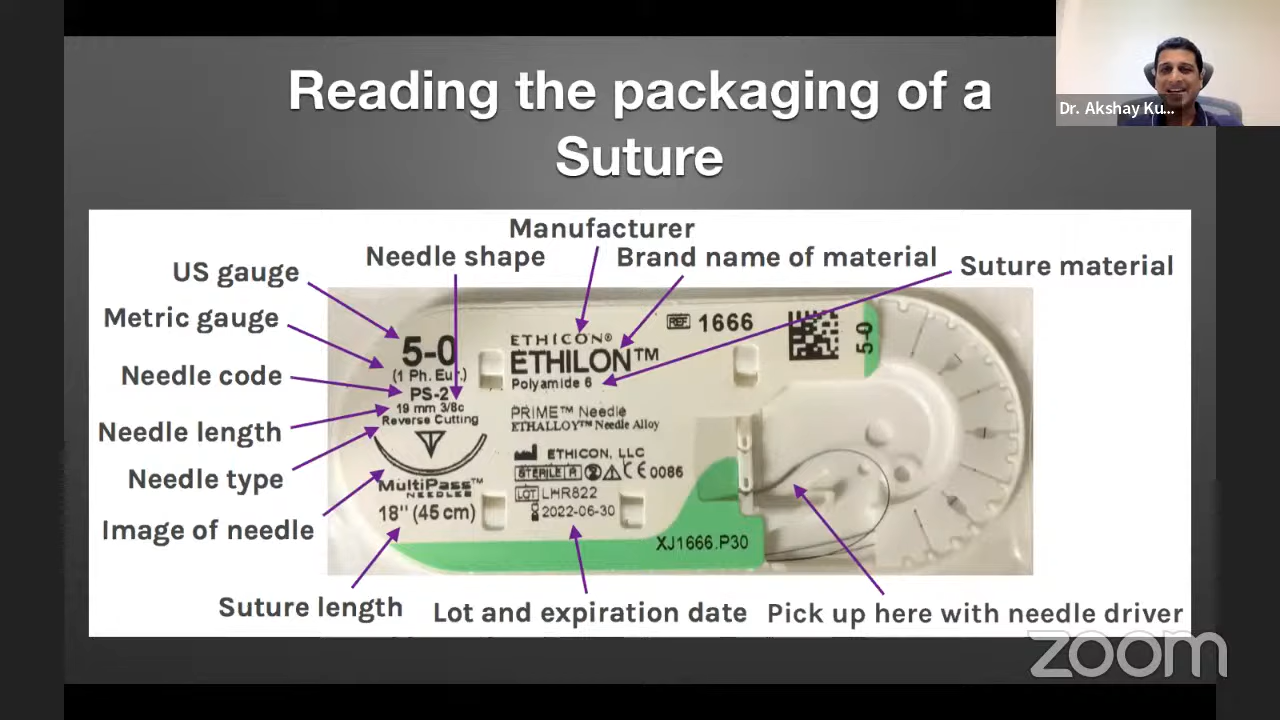 Reading the packaging of a
Suture
Dr. Akshay Ku...
Manufacturer
Needle shape
Brand name of material
Suture material
US gauge
Metric gauge
Needle code
Needle length
Needle type
Image of needle
Suture length
Lot and expiration date
Pick up here with needle driver
5-0
(1 Ph. Eur.)
PS-2
19 mm 3/8c
Reverse Cutting
MultiPass™
NEEDLES
18" (45 cm)
ETHICON®
ETHILON™
Polyamide 6
PRIME™ Needle
ETHALLOY™ Needle Alloy
ETHICON, LLC
STERILE R 2 CE 0086
LOT LHR822
2022-06-30
REF 1666
5-0
XJ1666.P30
zoom